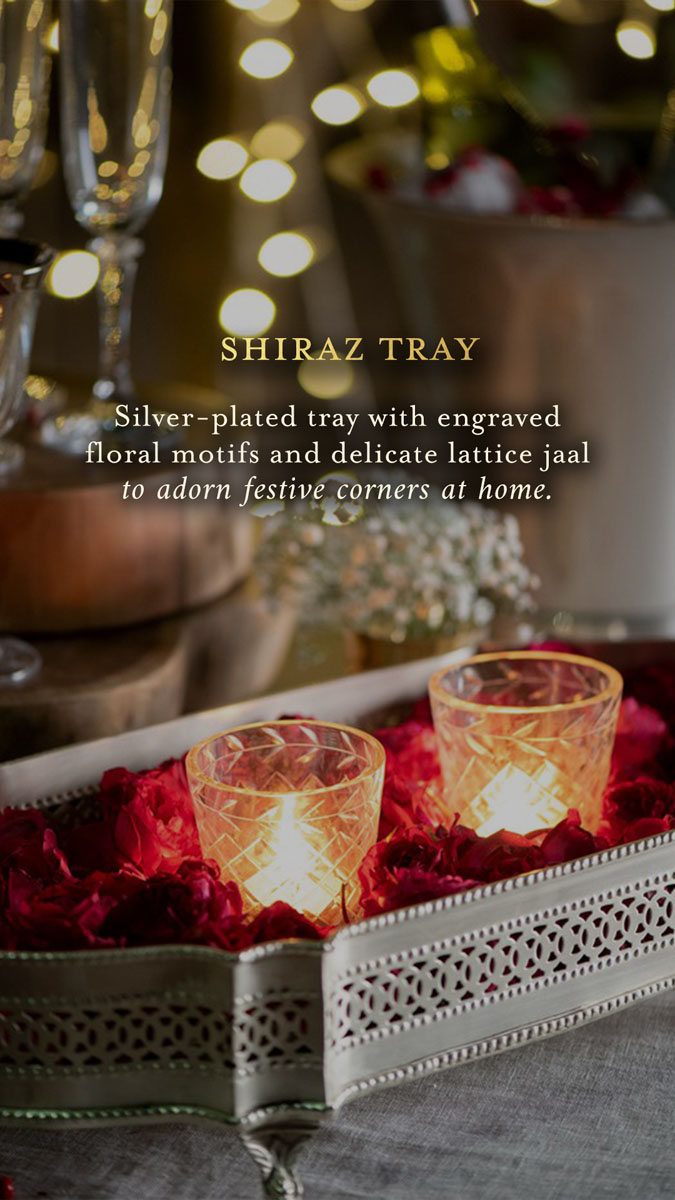 SHIRAZ TRAY
Silver-plated tray with engraved
floral motifs and delicate lattice jaal
to adorn festive corners at home.